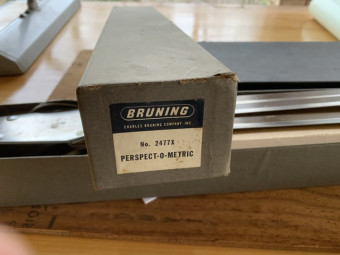 BRUNING
CHARLES BRUNING COMPANY, INC.
No. 2477X
PERSPECT-O-METRIC